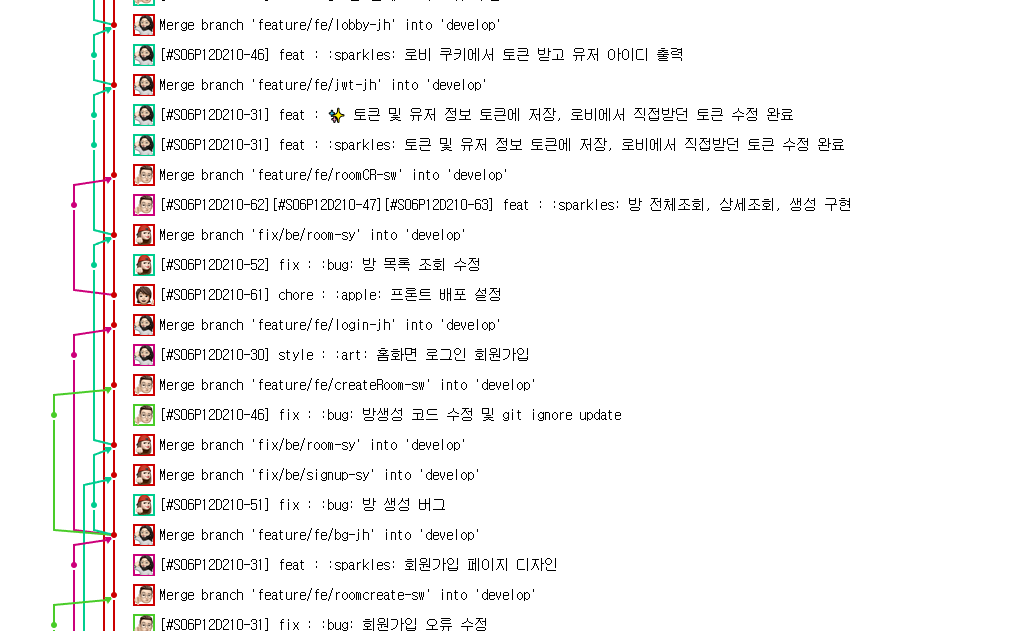 Merge branch 'feature/fe/lobby-jh' into 'develop'
[#S06P12D210-46] feat : :sparkles: 로비 쿠키에서 토큰 받고 유저 아이디 출력
Merge branch 'feature/fe/jwt-jh' into 'develop'
[#S06P12D210-31] feat : ✨ 토큰 및 유저 정보 토큰에 저장, 로비에서 직접받던 토큰 수정 완료
[#S06P12D210-31] feat : :sparkles: 토큰 및 유저 정보 토큰에 저장, 로비에서 직접받던 토큰 수정 완료
Merge branch 'feature/fe/roomCR-sw' into 'develop'
[#S06P12D210-62][#S06P12D210-47][#S06P12D210-63] feat : :sparkles: 방 전체조회, 상세조회, 생성 구현
Merge branch 'fix/be/room-sy' into 'develop'
[#S06P12D210-52] fix : :bug: 방 목록 조회 수정
[#S06P12D210-61] chore : :apple: 프론트 배포 설정
Merge branch 'feature/fe/login-jh' into 'develop'
[#S06P12D210-30] style : :art: 홈화면 로그인 회원가입
Merge branch 'feature/fe/createRoom-sw' into 'develop'
[#S06P12D210-46] fix : :bug: 방생성 코드 수정 및 git ignore update
Merge branch 'fix/be/room-sy' into 'develop'
Merge branch 'fix/be/signup-sy' into 'develop'
[#S06P12D210-51] fix : :bug: 방 생성 버그
Merge branch 'feature/fe/bg-jh' into 'develop'
[#S06P12D210-31] feat : :sparkles: 회원가입 페이지 디자인
Merge branch 'feature/fe/roomcreate-sw' into 'develop'
[#S06P12D210-31] fix : :bug: 회원가입 오류 수정